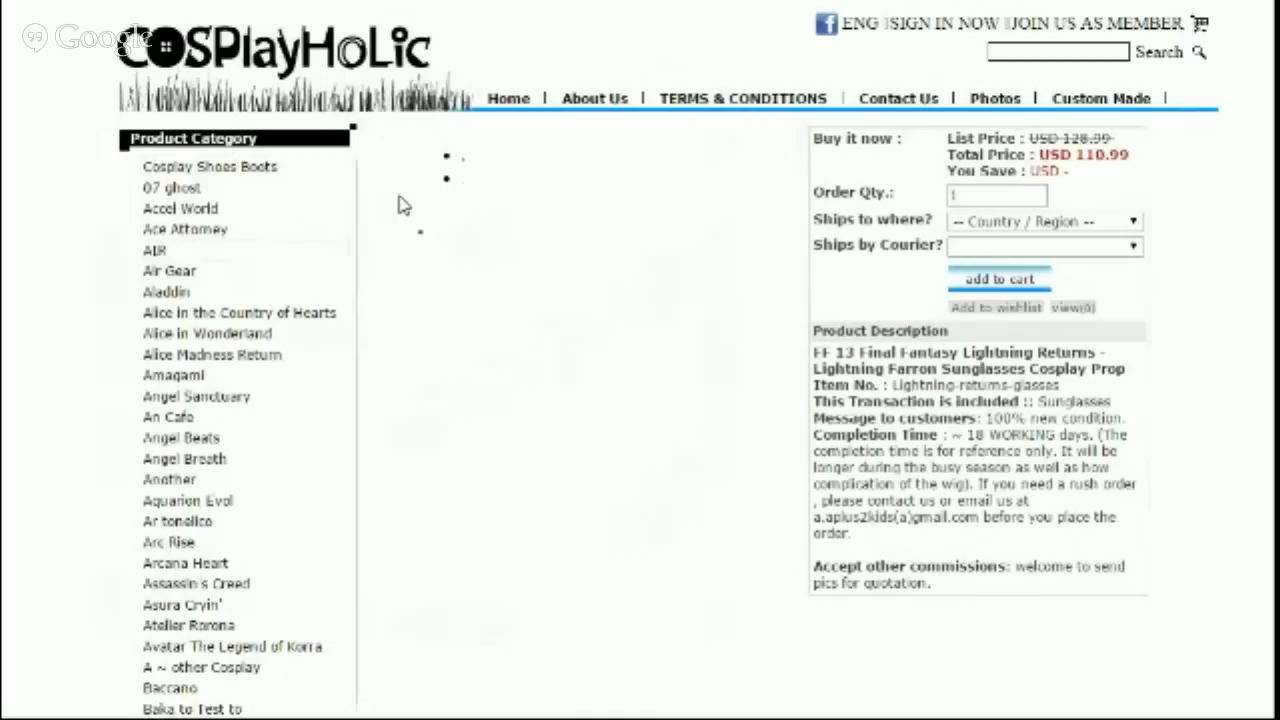 Google
COSPlayHoLic
ENG SIGN IN NOW JOIN US AS MEMBER
Search
Home | About Us | TERMS & CONDITIONS | Contact Us | Photos | Custom Made |
Product Category
Cosplay Shoes Boots
07 ghost
Accel World
Ace Attorney
AIR
Air Gear
Aladdin
Alice in the Country of Hearts
Alice in Wonderland
Alice Madness Return
Amagami
Angel Sanctuary
An Cafe
Angel Beats
Angel Breath
Another
Aquarion Evol
Ar tonelico
Arc Rise
Arcana Heart
Assassin's Creed
Asura Cryin'
Atelier Rorona
Avatar The Legend of Korra
A ~ other Cosplay
Baccano
Baka to Test to
Buy it now : List Price : USD 128.99
Total Price : USD 110.99
You Save : USD -
Order Qty.: 1
Ships to where? -- Country / Region --
Ships by Courier?
add to cart
Add to wishlist view(0)
Product Description
FF 13 Final Fantasy Lightning Returns -
Lightning Farron Sunglasses Cosplay Prop
Item No. : Lightning-returns-glasses
This Transaction is included :: Sunglasses
Message to customers: 100% new condition.
Completion Time : ~ 18 WORKING days. (The
completion time is for reference only. It will be
longer during the busy season as well as how
complication of the wig). If you need a rush order
, please contact us or email us at
a.aplus2kids(a)gmail.com before you place the
order.
Accept other commissions: welcome to send
pics for quotation.